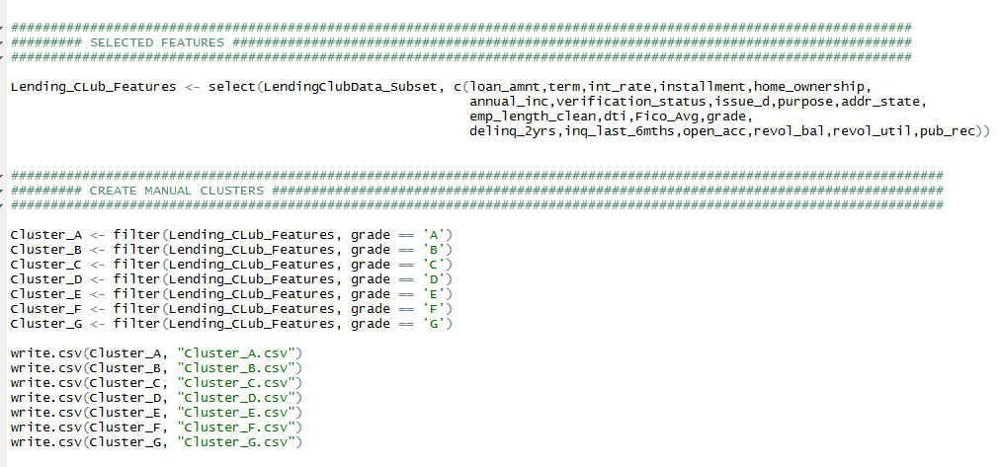 ##################################################################################################################
######### SELECTED FEATURES ######################################################################################
##################################################################################################################
Lending_CLub_Features <- select(LendingClubData_Subset, c(loan_amnt,term,int_rate,installment,home_ownership,
annual_inc,verification_status,issue_d,purpose,addr_state,
emp_length_clean,dti,Fico_Avg,grade,
delinq_2yrs,inq_last_6mths,open_acc,revol_bal,revol_util,pub_rec))
######################################################################################################################
######### CREATE MANUAL CLUSTERS #####################################################################################
######################################################################################################################
Cluster_A <- filter(Lending_CLub_Features, grade == 'A')
Cluster_B <- filter(Lending_CLub_Features, grade == 'B')
Cluster_C <- filter(Lending_CLub_Features, grade == 'C')
Cluster_D <- filter(Lending_CLub_Features, grade == 'D')
Cluster_E <- filter(Lending_CLub_Features, grade == 'E')
Cluster_F <- filter(Lending_CLub_Features, grade == 'F')
Cluster_G <- filter(Lending_CLub_Features, grade == 'G')
write.csv(Cluster_A, "Cluster_A.csv")
write.csv(Cluster_B, "Cluster_B.csv")
write.csv(Cluster_C, "Cluster_C.csv")
write.csv(Cluster_D, "Cluster_D.csv")
write.csv(Cluster_E, "Cluster_E.csv")
write.csv(Cluster_F, "Cluster_F.csv")
write.csv(Cluster_G, "Cluster_G.csv")